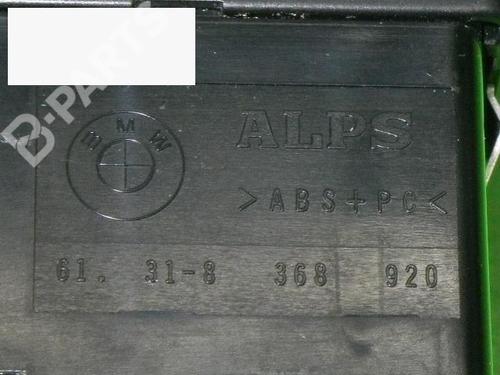 B-PARTS
BMW
ALPS
>ABS+PC<
61. 31-8 368 920